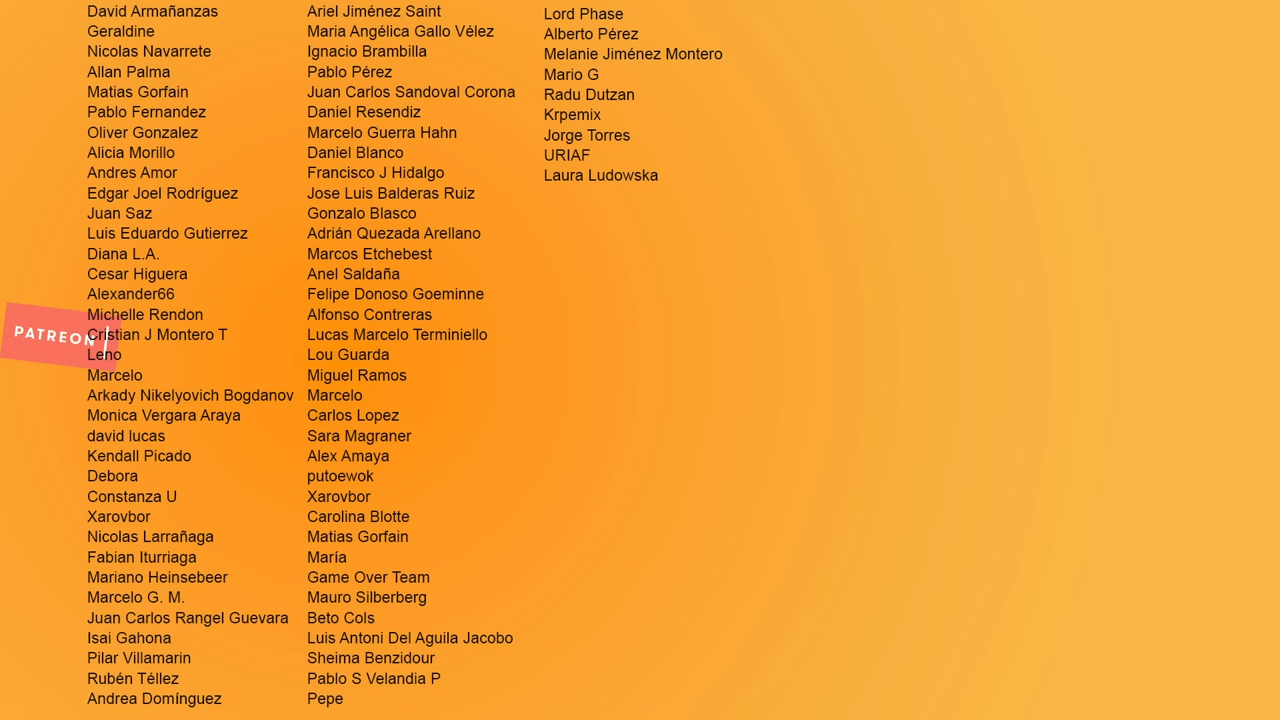 David Armañanzas
Geraldine
Nicolas Navarrete
Allan Palma
Matias Gorfain
Pablo Fernandez
Oliver Gonzalez
Alicia Morillo
Andres Amor
Edgar Joel Rodríguez
Juan Saz
Luis Eduardo Gutierrez
Diana L.A.
Cesar Higuera
Alexander66
Michelle Rendon
Cristian J Montero T
Leno
Marcelo
Arkady Nikelyovich Bogdanov
Monica Vergara Araya
david lucas
Kendall Picado
Debora
Constanza U
Xarovbor
Nicolas Larrañaga
Fabian Iturriaga
Mariano Heinsebeer
Marcelo G. M.
Juan Carlos Rangel Guevara
Isai Gahona
Pilar Villamarin
Rubén Téllez
Andrea Domínguez
Ariel Jiménez Saint
Maria Angélica Gallo Vélez
Ignacio Brambilla
Pablo Pérez
Juan Carlos Sandoval Corona
Daniel Resendiz
Marcelo Guerra Hahn
Daniel Blanco
Francisco J Hidalgo
Jose Luis Balderas Ruiz
Gonzalo Blasco
Adrián Quezada Arellano
Marcos Etchebest
Anel Saldaña
Felipe Donoso Goeminne
Alfonso Contreras
Lucas Marcelo Terminiello
Lou Guarda
Miguel Ramos
Marcelo
Carlos Lopez
Sara Magraner
Alex Amaya
putoewok
Xarovbor
Carolina Blotte
Matias Gorfain
María
Game Over Team
Mauro Silberberg
Beto Cols
Luis Antoni Del Aguila Jacobo
Sheima Benzidour
Pablo S Velandia P
Pepe
Lord Phase
Alberto Pérez
Melanie Jiménez Montero
Mario G
Radu Dutzan
Krpemix
Jorge Torres
URIAF
Laura Ludowska
PATREON